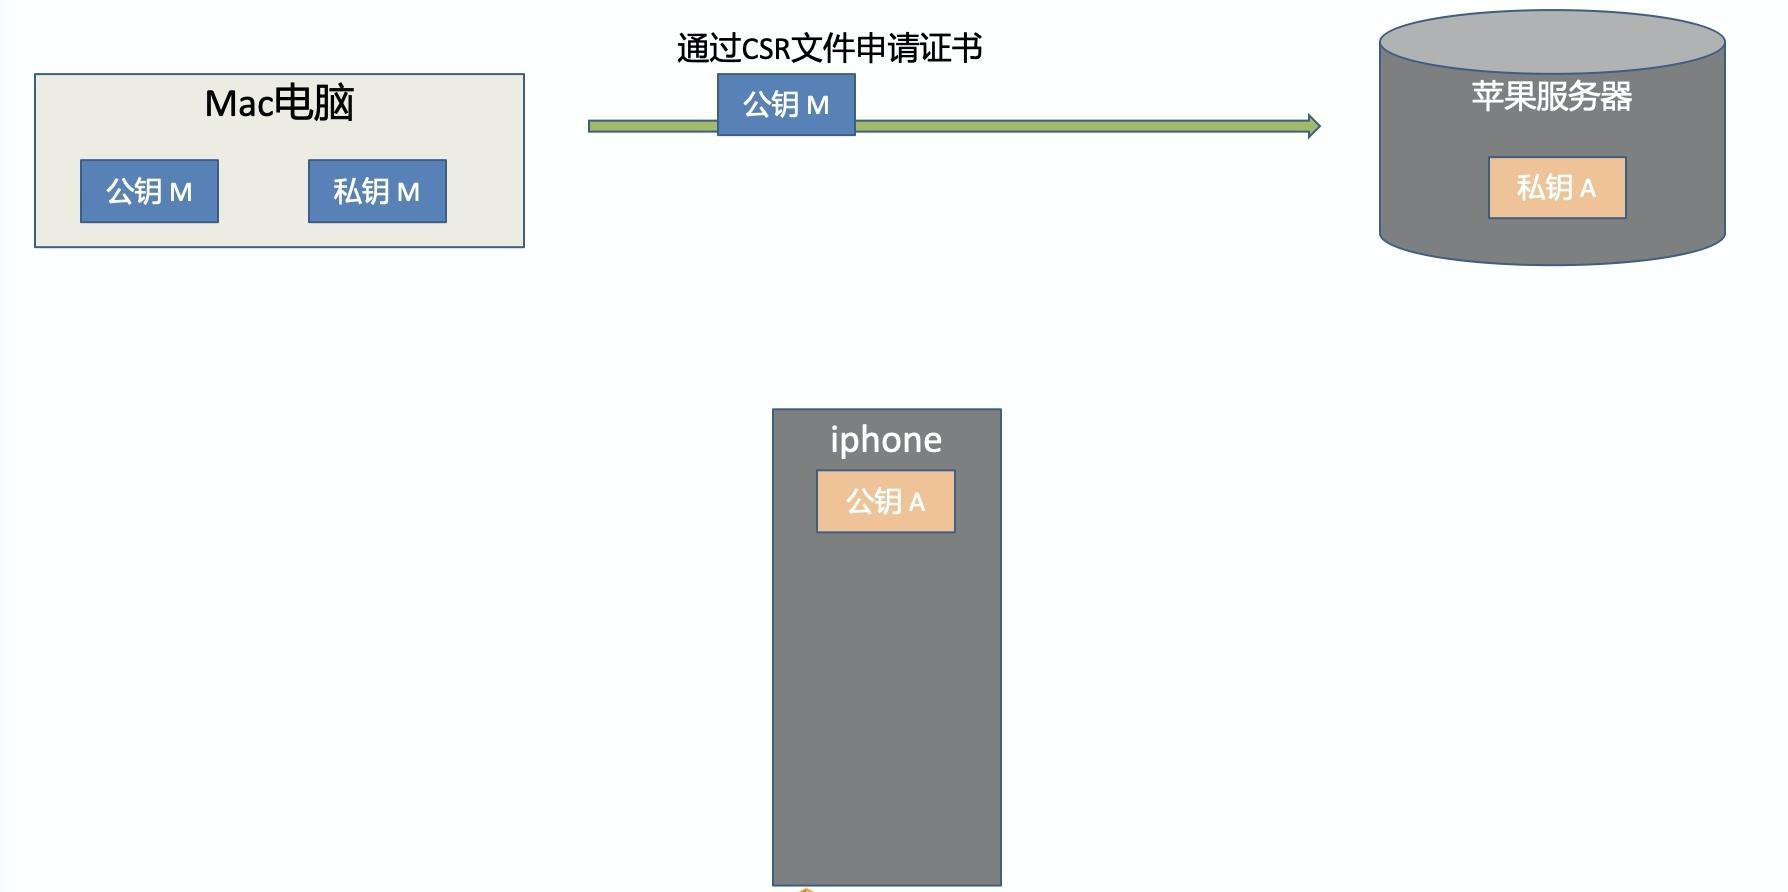 通过CSR文件申请证书
Mac电脑
公钥 M
苹果服务器
公钥 M
私钥 M
私钥 A
iphone
公钥 A